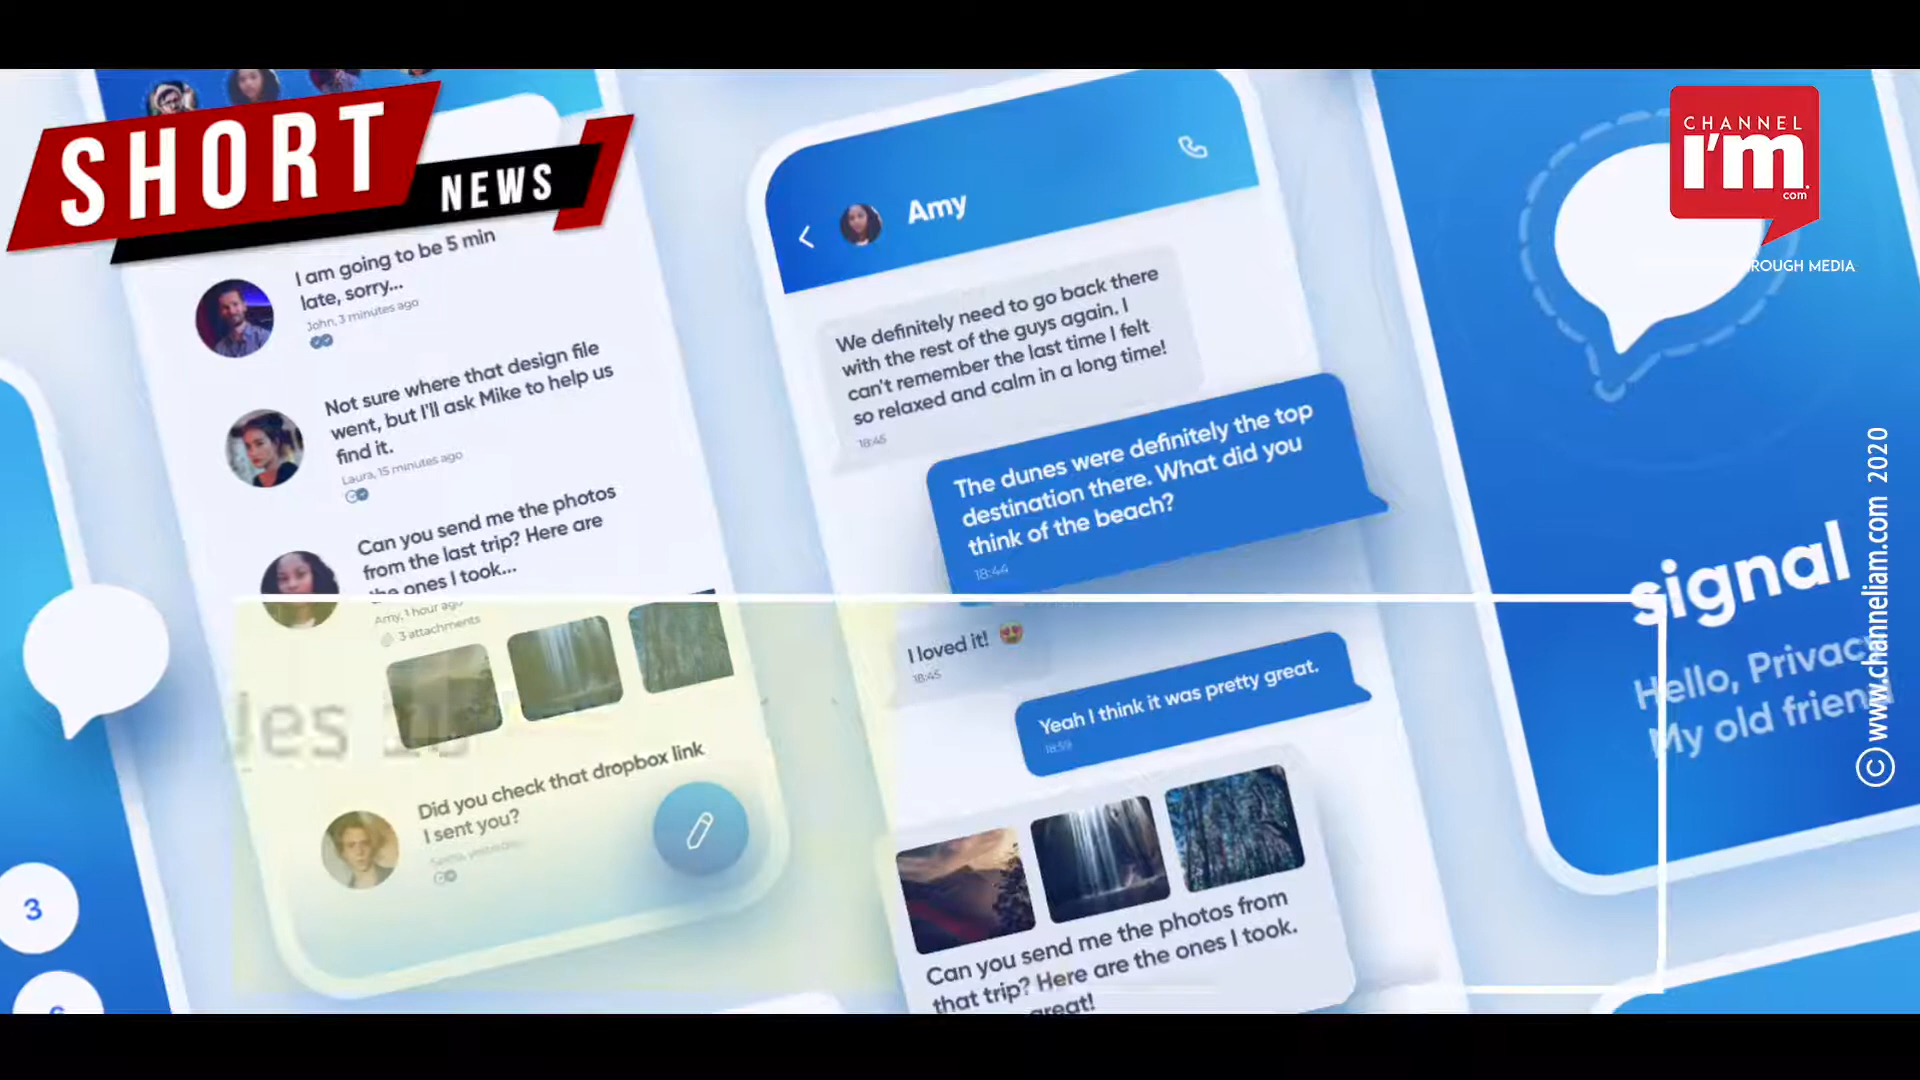 SHORT
NEWS
I am going to be 5 min
late, sorry...
John, 3 minutes ago
Not sure where that design file
went, but I'll ask Mike to help us
find it.
Laura, 15 minutes ago
Can you send me the photos
from the last trip? Here are
the ones I took...
Amy, 1 hour ago
3 attachments
Did you check that dropbox link
I sent you?
3
Amy
We definitely need to go back there
with the rest of the guys again. I
can't remember the last time I felt
so relaxed and calm in a long time!
18:45
The dunes were definitely the top
destination there. What did you
think of the beach?
18:44
I loved it! 😍
18:45
Yeah I think it was pretty great.
18:59
Can you send me the photos from
that trip? Here are the ones I took.
great!
CHANNEL
I'm.
com
ROUGH MEDIA
signal
Hello, Privacy
My old friend
© www.channeliam.com 2020